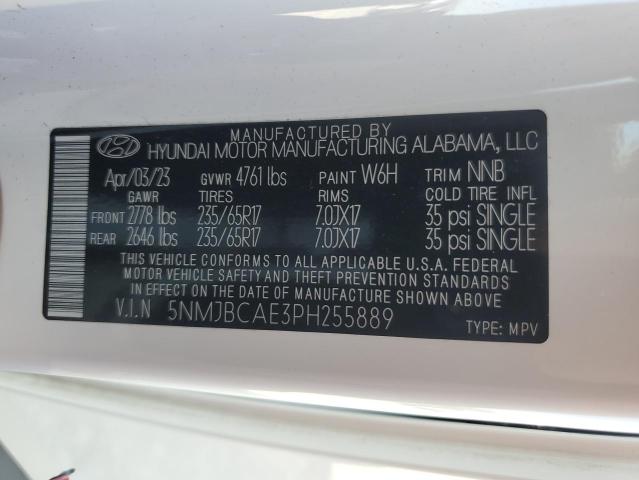 MANUFACTURED BY
HYUNDAI MOTOR MANUFACTURING ALABAMA, LLC
Apr/03/23 GVWR 4761 lbs PAINT W6H TRIM NNB
GAWR TIRES RIMS COLD TIRE INFL
FRONT 2778 lbs 235/65R17 7.0JX17 35 psi SINGLE
REAR 2646 lbs 235/65R17 7.0JX17 35 psi SINGLE
THIS VEHICLE CONFORMS TO ALL APPLICABLE U.S.A. FEDERAL
MOTOR VEHICLE SAFETY AND THEFT PREVENTION STANDARDS
IN EFFECT ON THE DATE OF MANUFACTURE SHOWN ABOVE
V.I.N 5NMJBCAE3PH255889
TYPE: MPV